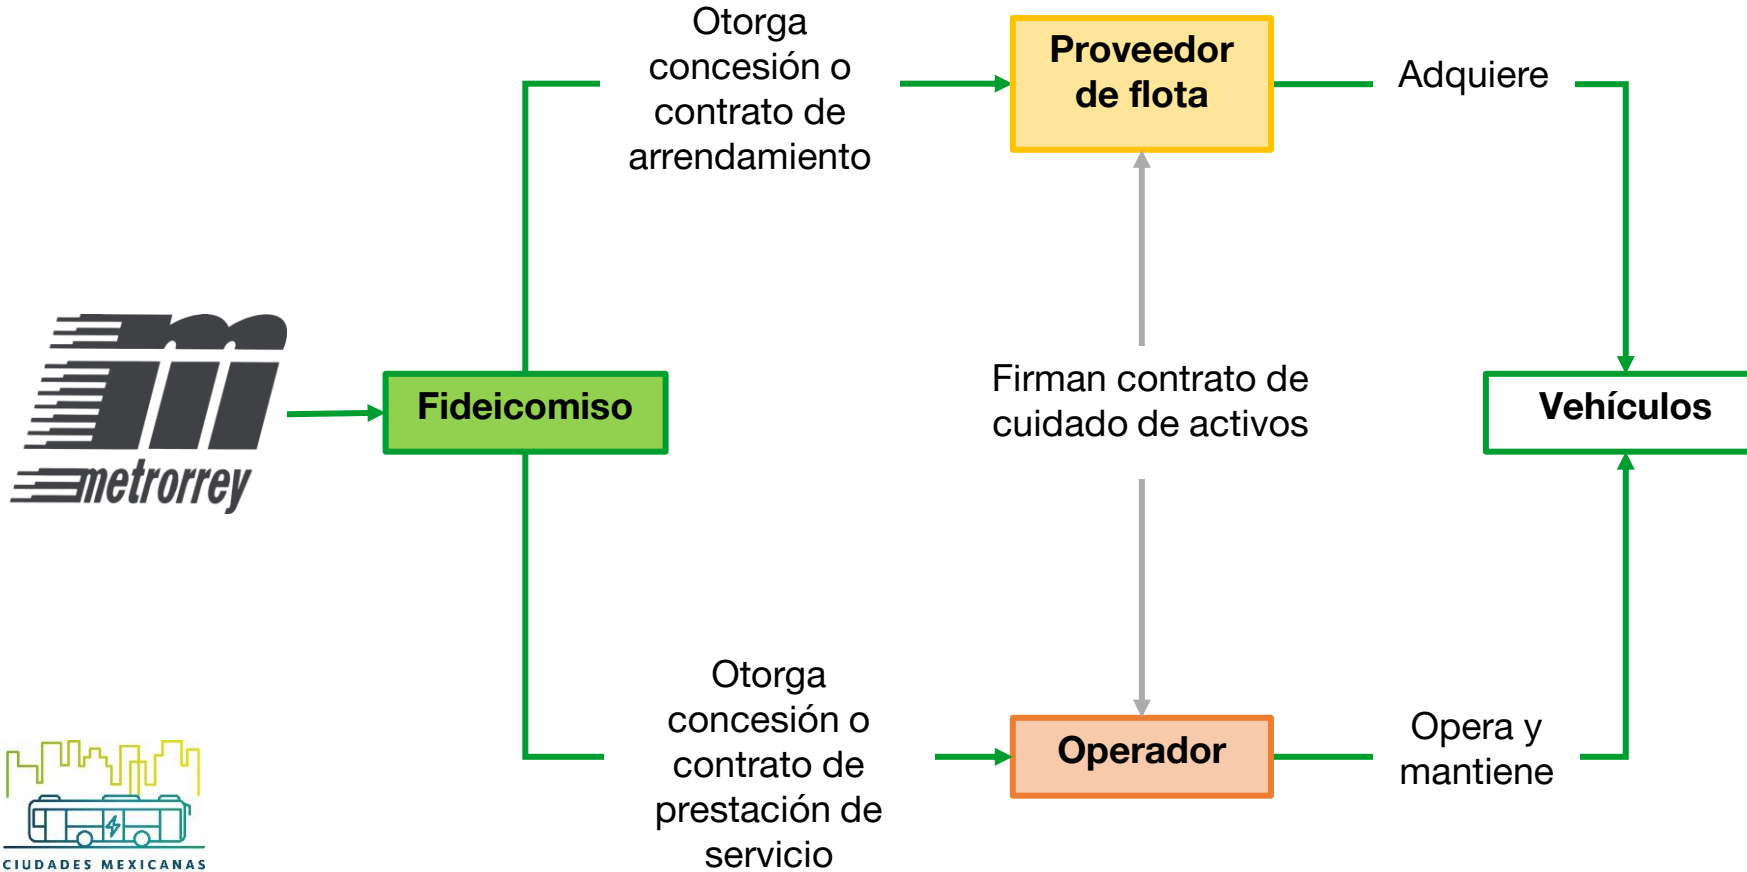 Otorga
concesión o
contrato de
arrendamiento
Proveedor
de flota
Adquiere
metrorrey
Fideicomiso
Firman contrato de
cuidado de activos
Vehículos
Otorga
concesión o
contrato de
prestación de
servicio
Operador
Opera y
mantiene
CIUDADES MEXICANAS